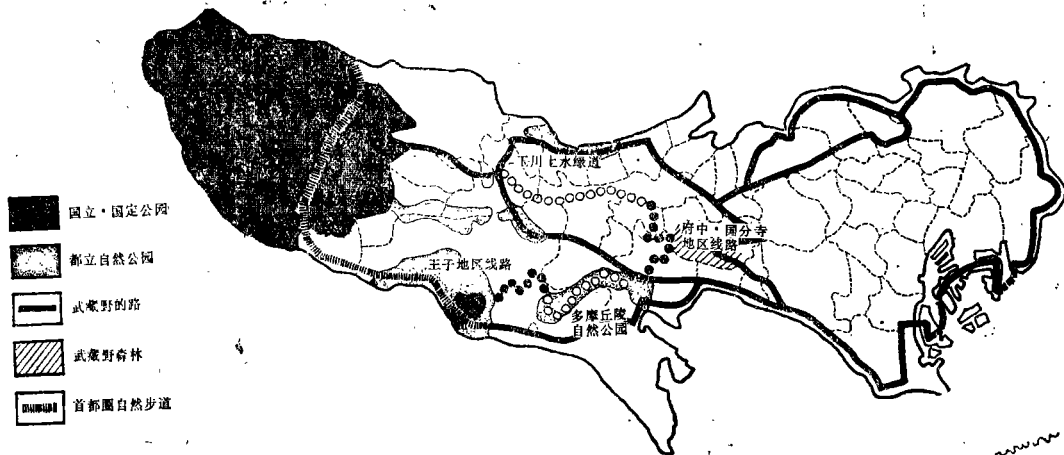 玉川上水绿道
府中·国分寺
地区线路
王子地区线路
多摩丘陵
自然公园
国立·国定公园
都立自然公园
武藏野的路
武藏野森林
首都圈自然步道